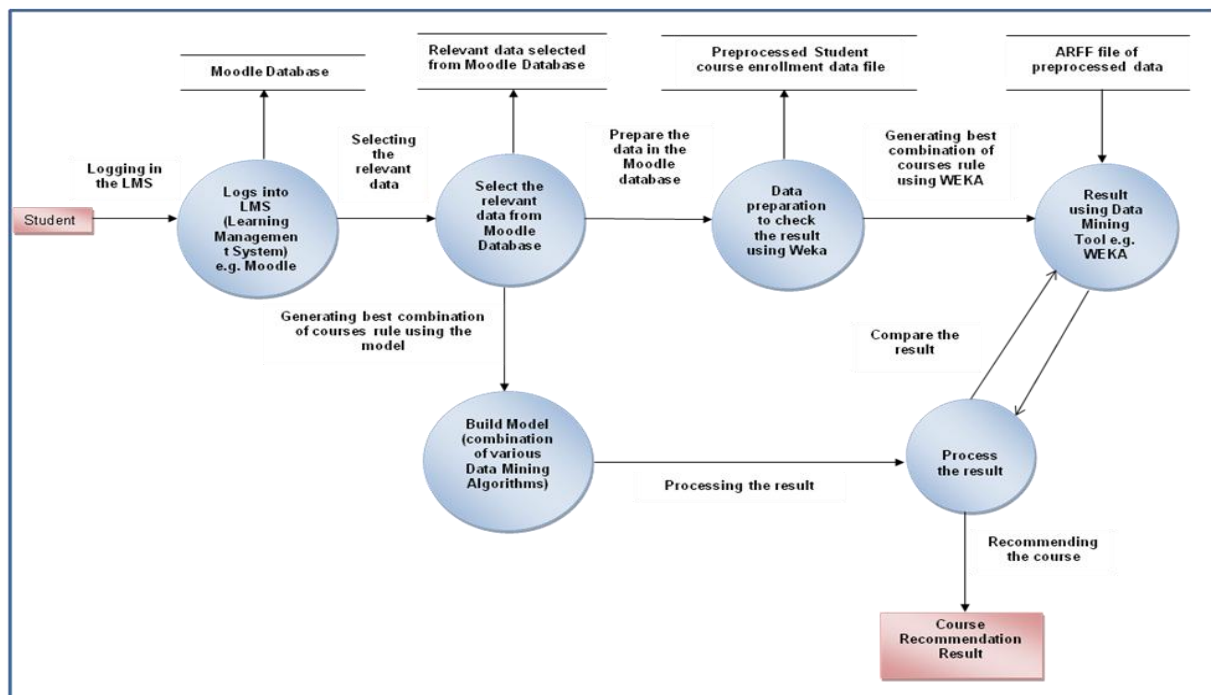 Moodle Database
Relevant data selected
from Moodle Database
Preprocessed Student
course enrollment data file
ARFF file of
preprocessed data
Logging in
the LMS
Selecting
the
relevant
data
Prepare the
data in the
Moodle
database
Generating best
combination of
courses rule
using WEKA
Student
Logs into
LMS
(Learning
Managemen
t System)
e.g. Moodle
Select the
relevant
data from
Moodle
Database
Data
preparation
to check
the result
using Weka
Result
using Data
Mining
Tool e.g.
WEKA
Generating best combination
of courses rule using the
model
Compare the
result
Build Model
(combination
of various
Data Mining
Algorithms)
Processing the result
Process
the result
Recommending
the course
Course
Recommendation
Result